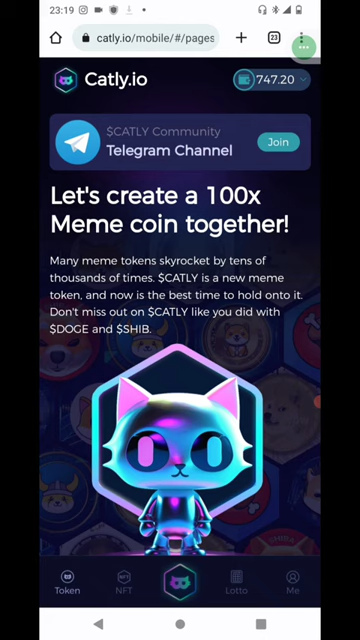 23:19
catly.io/mobile/#/pages
23
Catly.io
747.20
$CATLY Community
Telegram Channel
Join
Let's create a 100x
Meme coin together!
Many meme tokens skyrocket by tens of
thousands of times. $CATLY is a new meme
token, and now is the best time to hold onto it.
Don't miss out on $CATLY like you did with
$DOGE and $SHIB.
Token
NFT
Lotto
Me